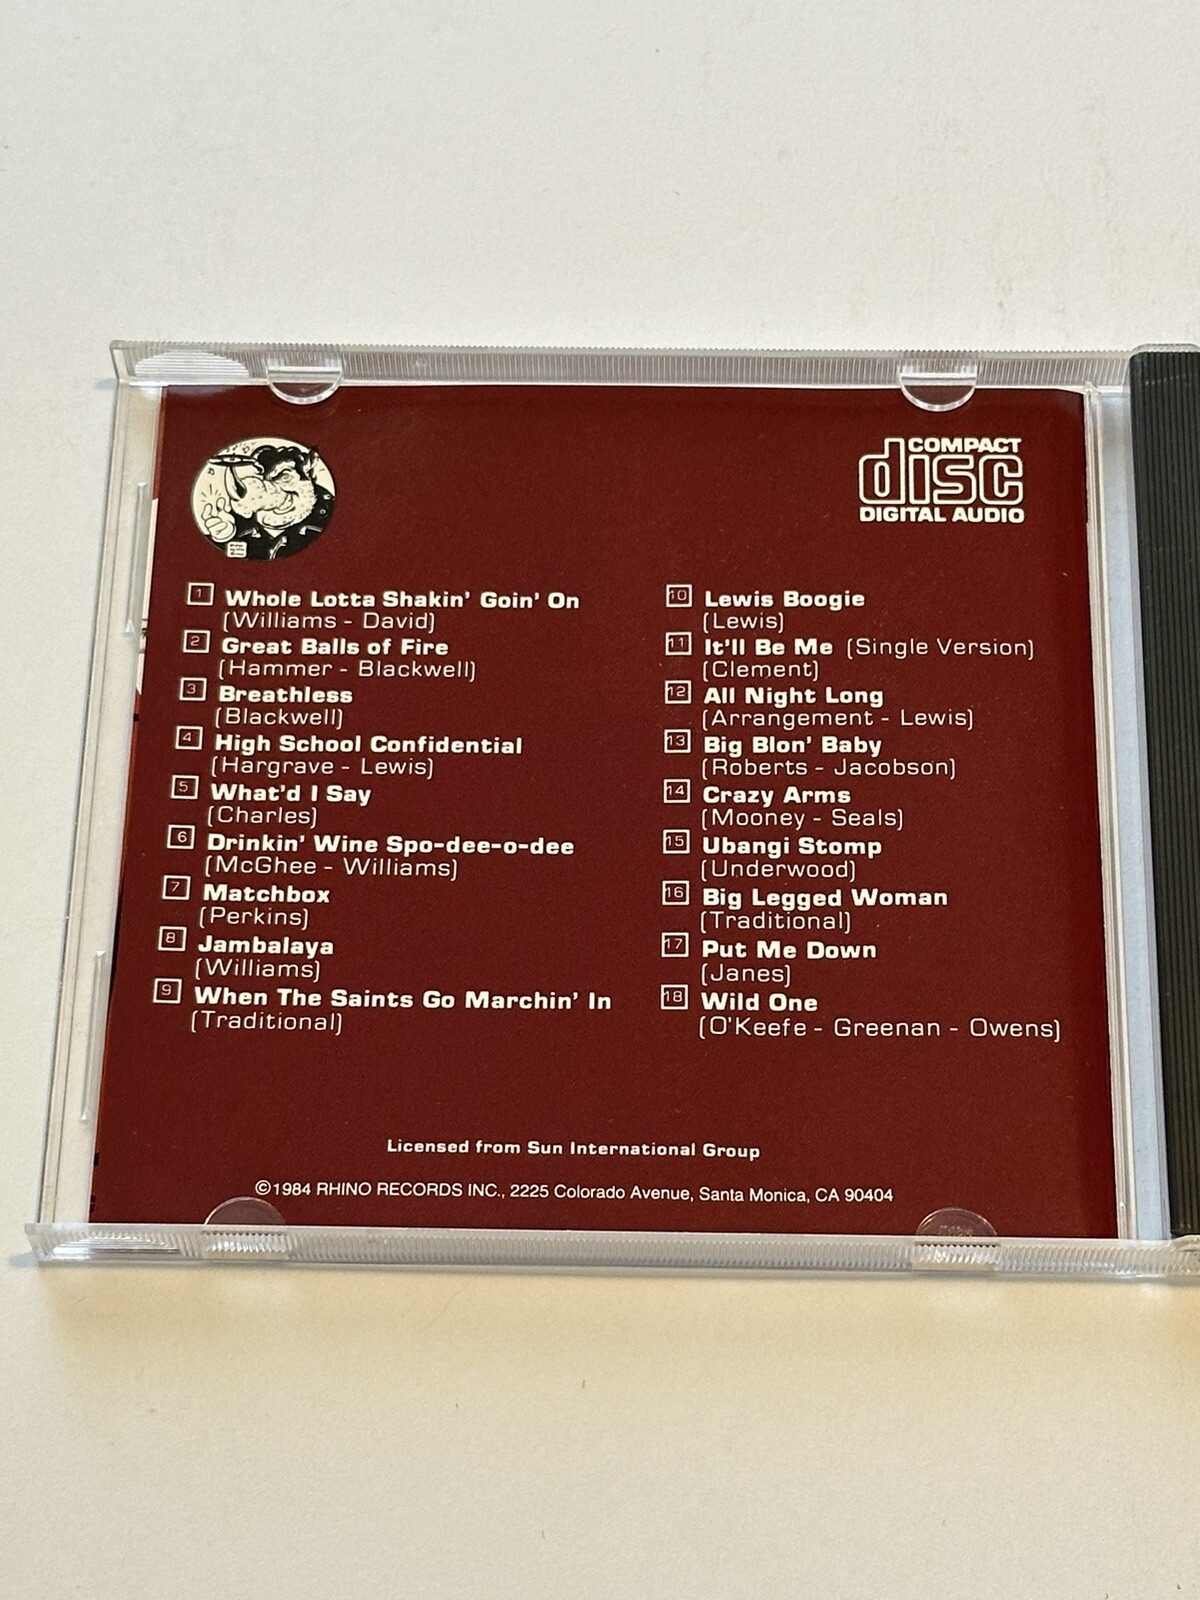 COMPACT
disc
DIGITAL AUDIO
1 Whole Lotta Shakin' Goin' On
(Williams - David)
2 Great Balls of Fire
(Hammer - Blackwell)
3 Breathless
(Blackwell)
4 High School Confidential
(Hargrave - Lewis)
5 What'd I Say
(Charles)
6 Drinkin' Wine Spo-dee-o-dee
(McGhee - Williams)
7 Matchbox
(Perkins)
8 Jambalaya
(Williams)
9 When The Saints Go Marchin' In
(Traditional)
10 Lewis Boogie
(Lewis)
11 It'll Be Me (Single Version)
(Clement)
12 All Night Long
(Arrangement - Lewis)
13 Big Blon' Baby
(Roberts - Jacobson)
14 Crazy Arms
(Mooney - Seals)
15 Ubangi Stomp
(Underwood)
16 Big Legged Woman
(Traditional)
17 Put Me Down
(Janes)
18 Wild One
(O'Keefe - Greenan - Owens)
Licensed from Sun International Group
©1984 RHINO RECORDS INC., 2225 Colorado Avenue, Santa Monica, CA 90404